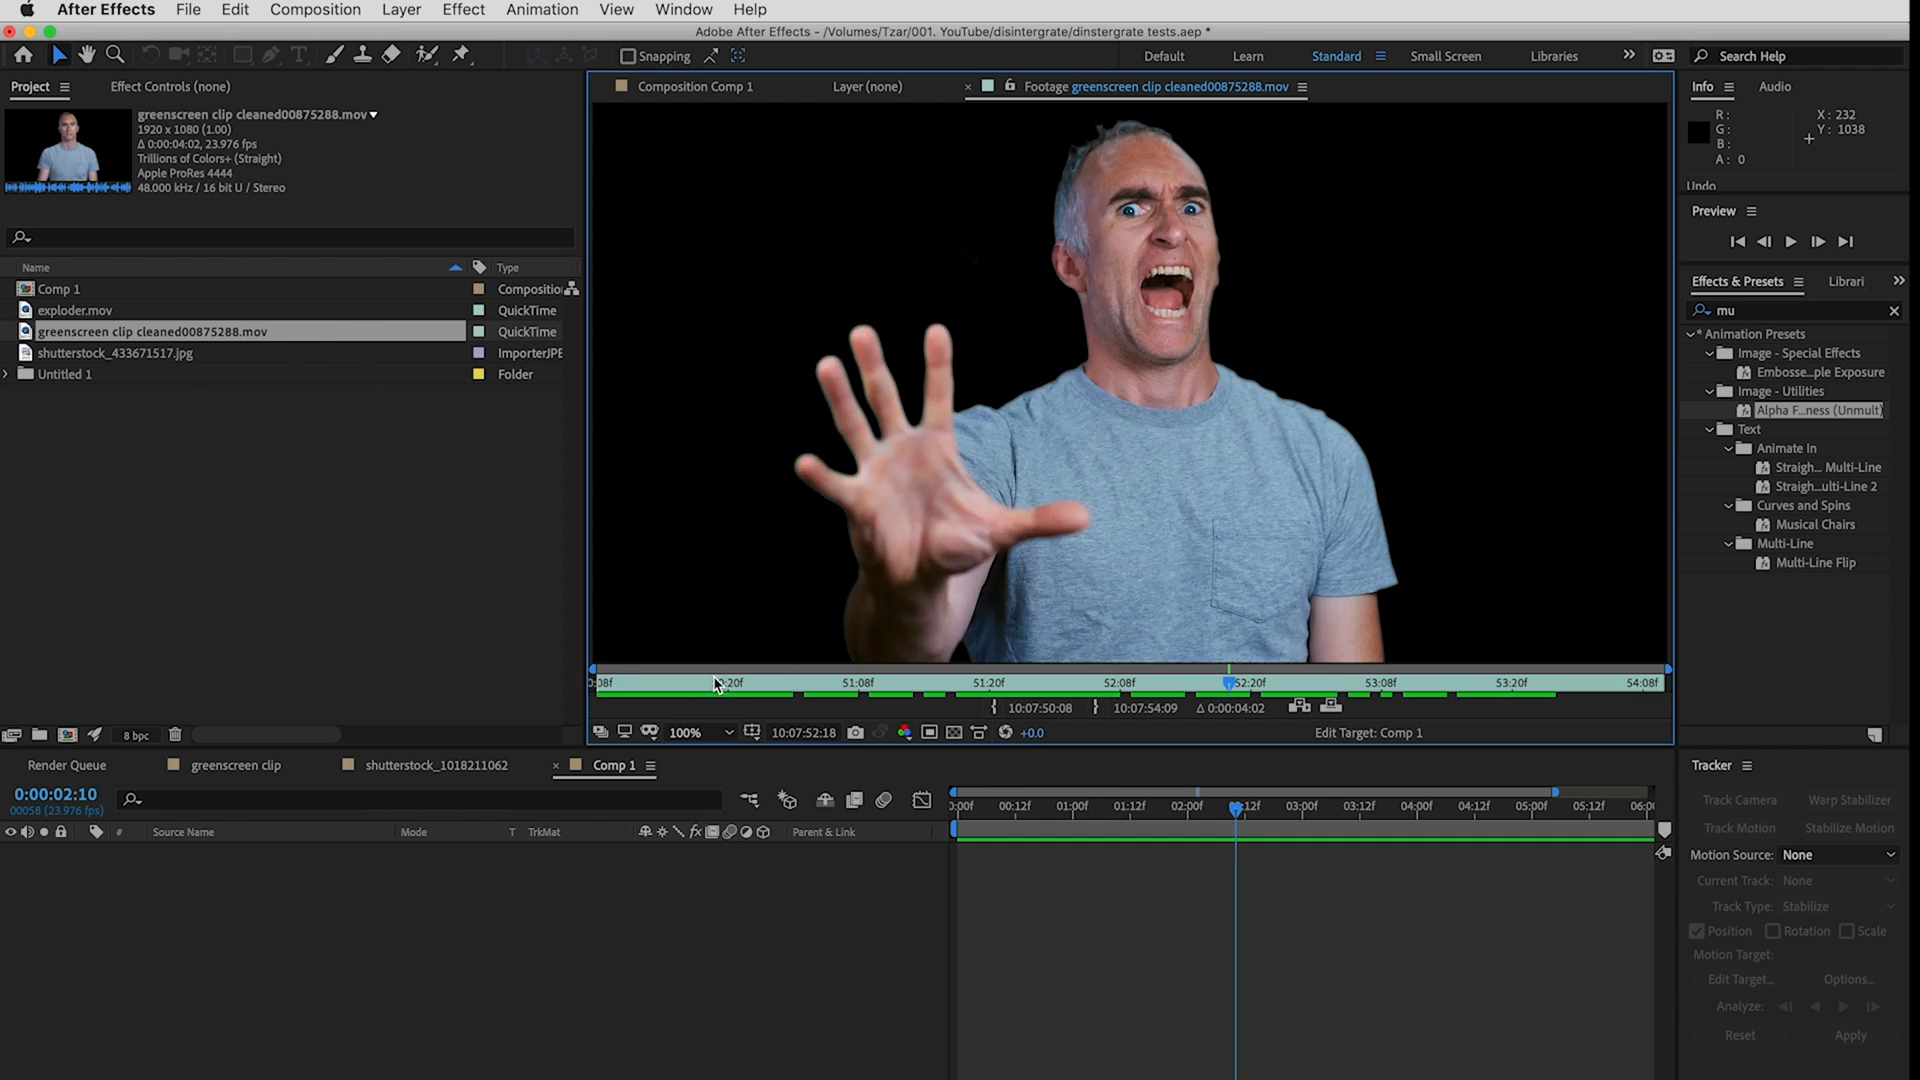 After Effects File Edit Composition Layer Effect Animation View Window Help
Adobe After Effects - /Volumes/Tzar/001. YouTube/disintergrate/dinstergrate tests.aep *
Snapping
Default Learn Standard Small Screen Libraries
Search Help
Project Effect Controls (none)
greenscreen clip cleaned00875288.mov
1920 x 1080 (1.00)
Δ 0:00:04:02, 23.976 fps
Trillions of Colors+ (Straight)
Apple ProRes 4444
48.000 kHz / 16 bit U / Stereo
Name Type
Comp 1 Compositio
exploder.mov QuickTime
greenscreen clip cleaned00875288.mov QuickTime
shutterstock_433671517.jpg ImporterJPE
Untitled 1 Folder
8 bpc
Composition Comp 1 Layer (none) × Footage greenscreen clip cleaned00875288.mov
0:08f 51:08f 51:20f 52:08f 52:20f 53:08f 53:20f 54:08f
10:07:50:08 10:07:54:09 Δ 0:00:04:02
100% 10:07:52:18 +0.0 Edit Target: Comp 1
Info Audio
R:
G:
B:
A: 0
X: 232
Y: 1038
Undo
Preview
Effects & Presets Librari
mu
* Animation Presets
Image - Special Effects
Embosse...ple Exposure
Image - Utilities
Alpha F...ness (Unmult)
Text
Animate In
Straigh... Multi-Line
Straigh...ulti-Line 2
Curves and Spins
Musical Chairs
Multi-Line
Multi-Line Flip
Render Queue greenscreen clip shutterstock_1018211062 × Comp 1
0:00:02:10
00058 (23.976 fps)
# Source Name Mode T TrkMat Parent & Link
00:12f 01:00f 01:12f 02:00f 03:00f 03:12f 04:00f 04:12f 05:00f 05:12f
Tracker
Track Camera Warp Stabilizer
Track Motion Stabilize Motion
Motion Source: None
Current Track: None
Track Type: Stabilize
Position Rotation Scale
Motion Target:
Edit Target... Options...
Analyze:
Reset Apply